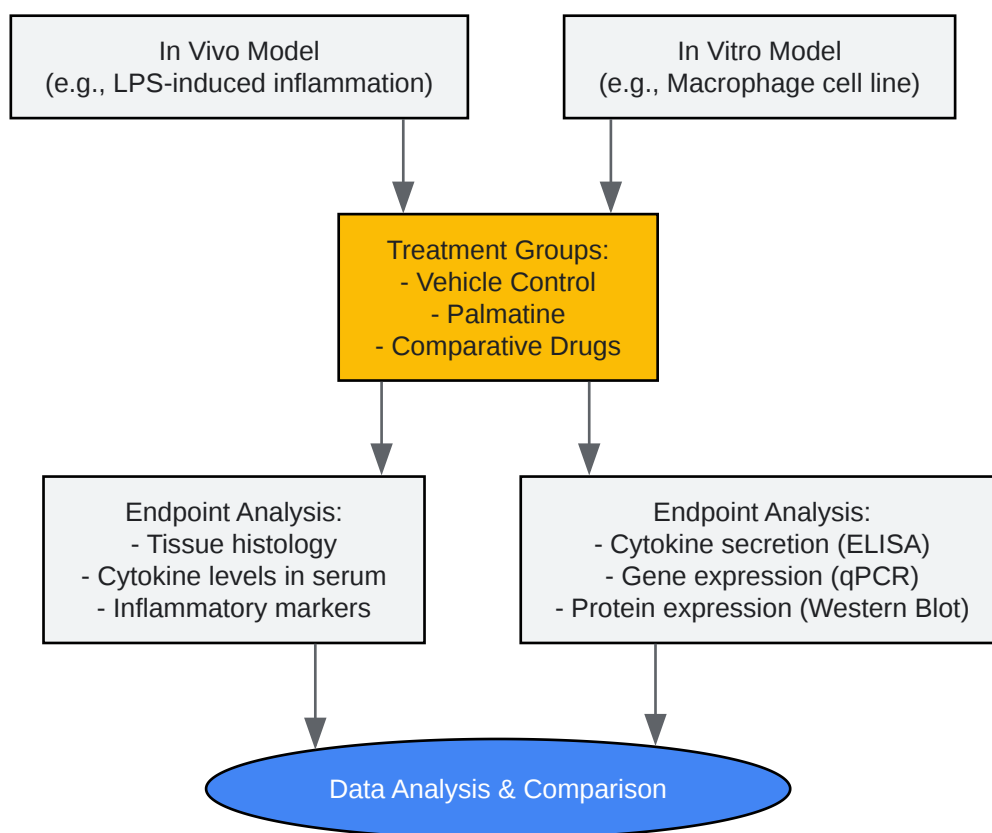 In Vivo Model
(e.g., LPS-induced inflammation)
In Vitro Model
(e.g., Macrophage cell line)
Treatment Groups:
- Vehicle Control
- Palmatine
- Comparative Drugs
Endpoint Analysis:
- Tissue histology
- Cytokine levels in serum
- Inflammatory markers
Endpoint Analysis:
- Cytokine secretion (ELISA)
- Gene expression (qPCR)
- Protein expression (Western Blot)
Data Analysis & Comparison